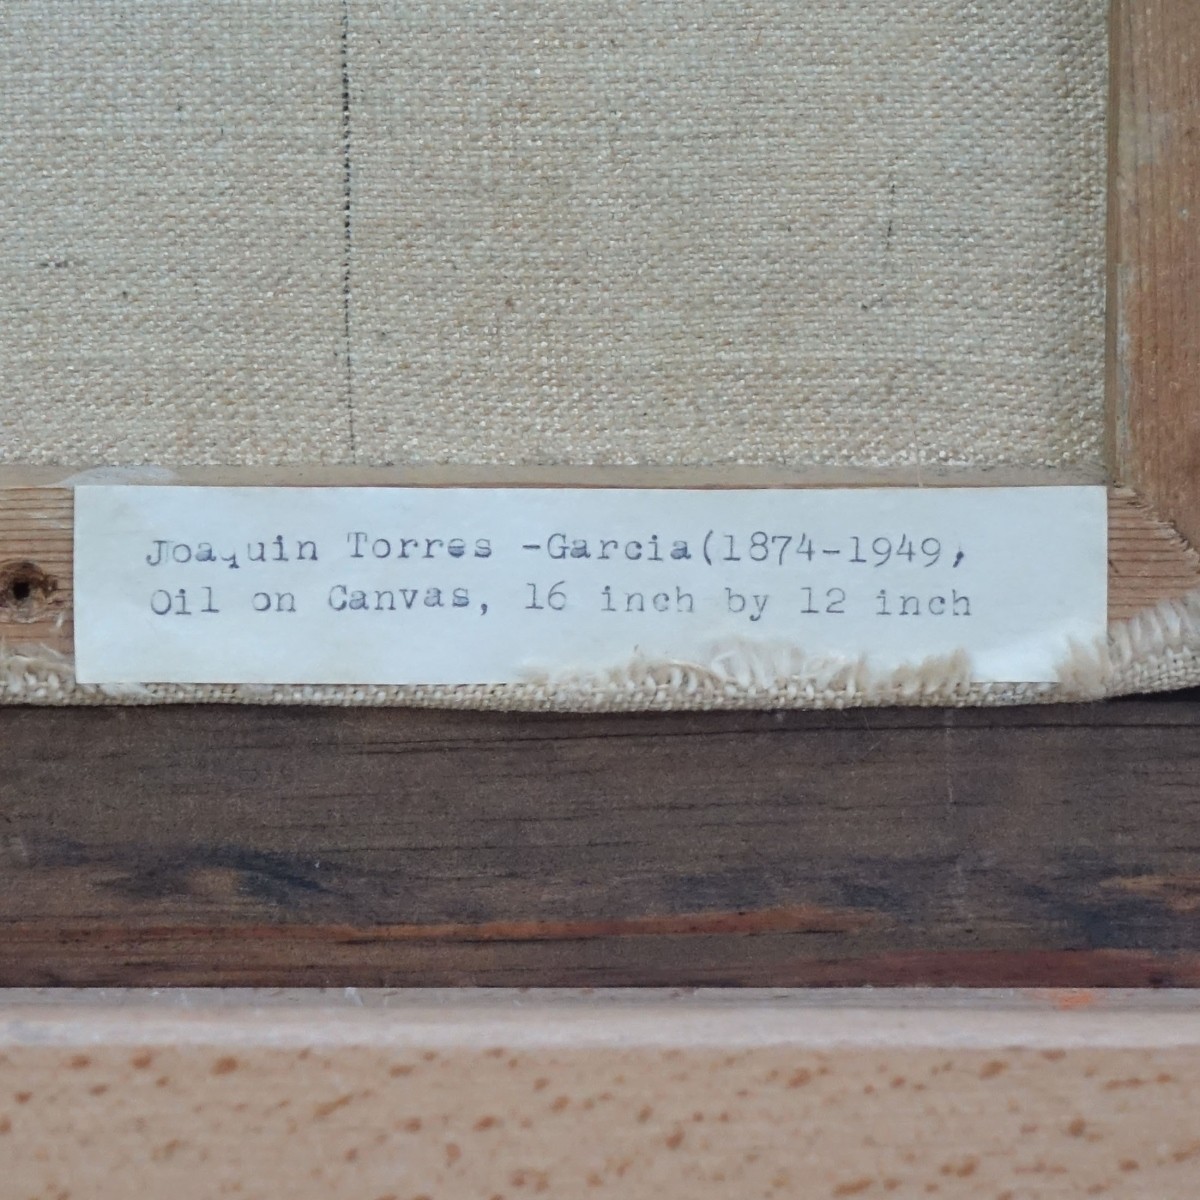 Joaquin Torres -Garcia(1874-1949,
Oil on Canvas, 16 inch by 12 inch